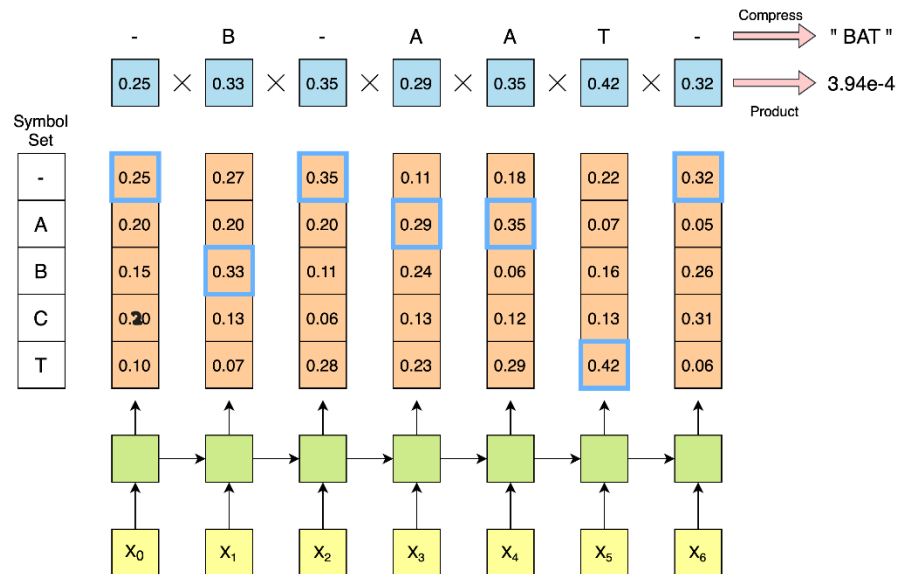 - B - A A T - Compress " BAT "
0.25 × 0.33 × 0.35 × 0.29 × 0.35 × 0.42 × 0.32 3.94e-4
Product
Symbol
Set
- 0.25 0.27 0.35 0.11 0.18 0.22 0.32
A 0.20 0.20 0.20 0.29 0.35 0.07 0.05
B 0.15 0.33 0.11 0.24 0.06 0.16 0.26
C 0.13 0.06 0.13 0.12 0.13 0.31
T 0.10 0.07 0.28 0.23 0.29 0.42 0.06
X0 X1 X2 X3 X4 X5 X6